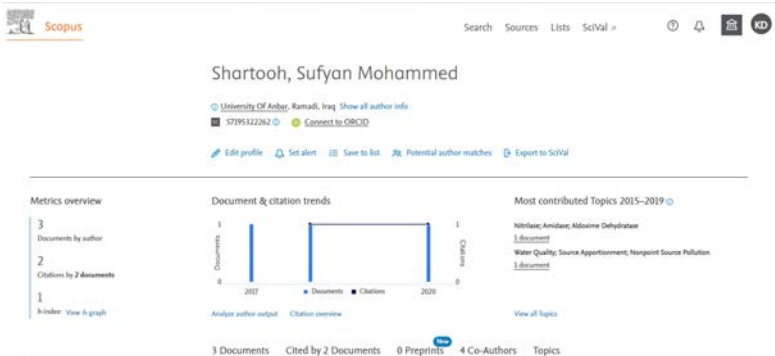 Scopus
Search Sources Lists SciVal ↗
KD
Shartooh, Sufyan Mohammed
University Of Anbar, Ramadi, Iraq Show all author info
SC 57195322262 Connect to ORCID
Edit profile Set alert Save to list Potential author matches Export to SciVal
Metrics overview
3
Documents by author
2
Citations by 2 documents
1
h-index: View h-graph
Document & citation trends
Documents
1
0
2017
2020
1
0
Citations
Documents Citations
Analyze author output Citation overview
Most contributed Topics 2015–2019
Nitrilase; Amidase; Aldoxime Dehydratase
1 document
Water Quality; Source Apportionment; Nonpoint Source Pollution
1 document
View all Topics
New
3 Documents Cited by 2 Documents 0 Preprints 4 Co-Authors Topics